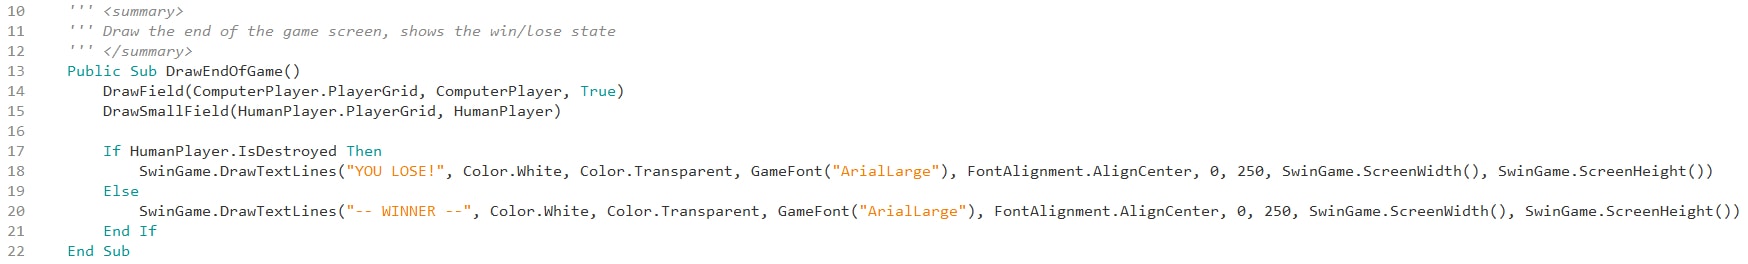 10 ''' <summary>
11 ''' Draw the end of the game screen, shows the win/lose state
12 ''' </summary>
13 Public Sub DrawEndOfGame()
14 DrawField(ComputerPlayer.PlayerGrid, ComputerPlayer, True)
15 DrawSmallField(HumanPlayer.PlayerGrid, HumanPlayer)
16
17 If HumanPlayer.IsDestroyed Then
18 SwinGame.DrawTextLines("YOU LOSE!", Color.White, Color.Transparent, GameFont("ArialLarge"), FontAlignment.AlignCenter, 0, 250, SwinGame.ScreenWidth(), SwinGame.ScreenHeight())
19 Else
20 SwinGame.DrawTextLines("-- WINNER --", Color.White, Color.Transparent, GameFont("ArialLarge"), FontAlignment.AlignCenter, 0, 250, SwinGame.ScreenWidth(), SwinGame.ScreenHeight())
21 End If
22 End Sub